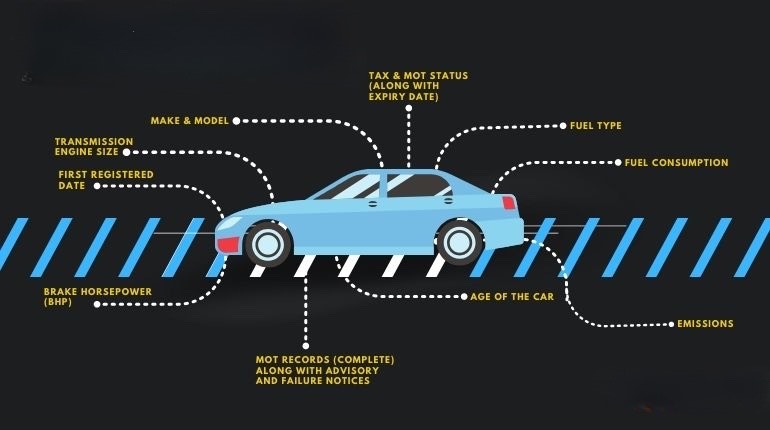 TAX & MOT STATUS
(ALONG WITH
EXPIRY DATE)
MAKE & MODEL
FUEL TYPE
TRANSMISSION
ENGINE SIZE
FUEL CONSUMPTION
FIRST REGISTERED
DATE
BRAKE HORSEPOWER
(BHP)
AGE OF THE CAR
EMISSIONS
MOT RECORDS (COMPLETE)
ALONG WITH ADVISORY
AND FAILURE NOTICES